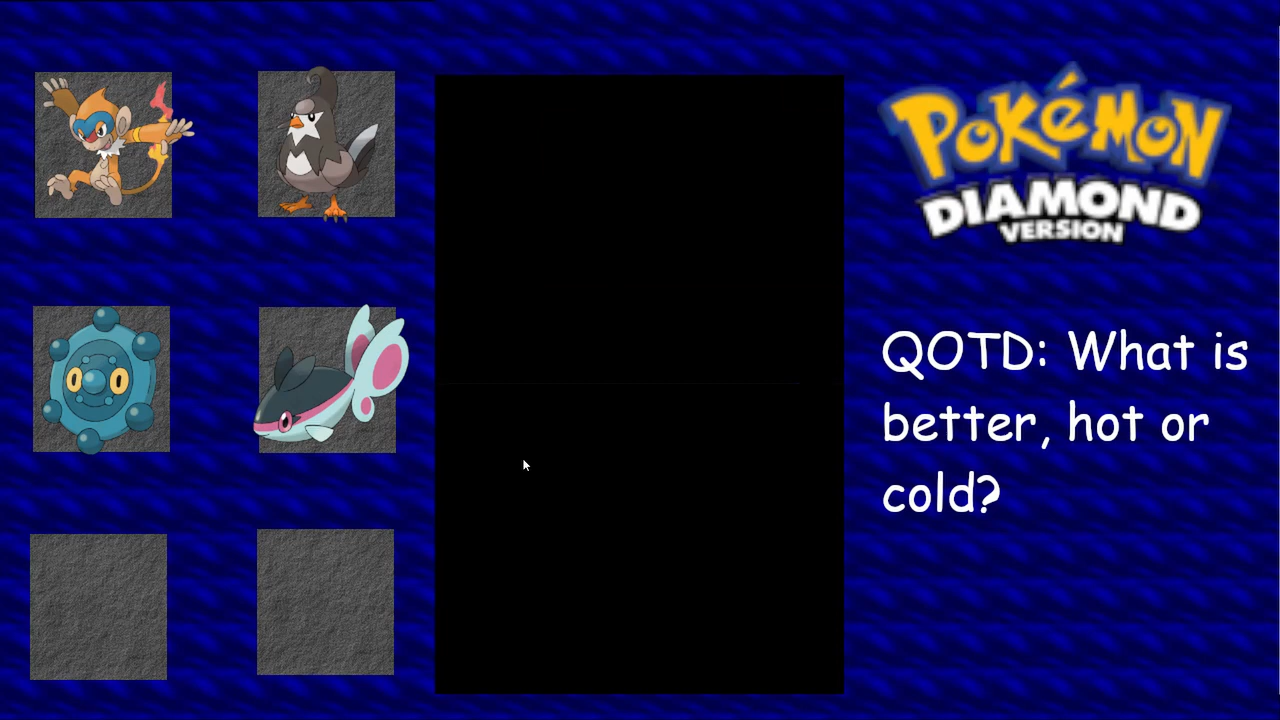 POKéMON
DIAMOND
VERSION
QOTD: What is
better, hot or
cold?